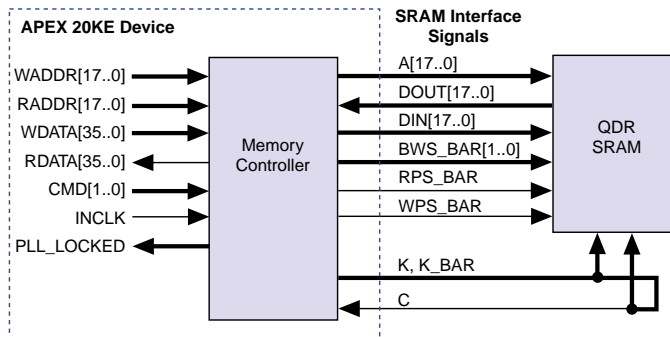 APEX 20KE Device
SRAM Interface
Signals
WADDR[17..0]
RADDR[17..0]
WDATA[35..0]
RDATA[35..0]
CMD[1..0]
INCLK
PLL_LOCKED
Memory
Controller
A[17..0]
DOUT[17..0]
DIN[17..0]
BWS_BAR[1..0]
RPS_BAR
WPS_BAR
K, K_BAR
C
QDR
SRAM